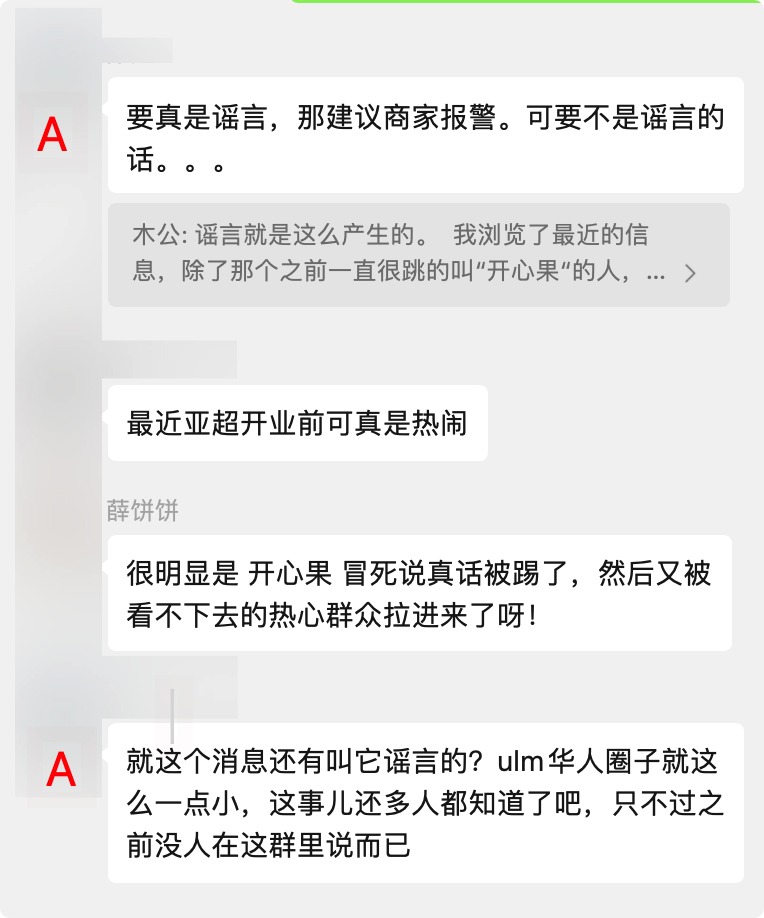 A
要真是谣言，那建议商家报警。可要不是谣言的
话。。。
木公: 谣言就是这么产生的。 我浏览了最近的信
息，除了那个之前一直很跳的叫“开心果“的人，...
最近亚超开业前可真是热闹
薛饼饼
很明显是 开心果 冒死说真话被踢了，然后又被
看不下去的热心群众拉进来了呀！
A
就这个消息还有叫它谣言的？ulm华人圈子就这
么一点小，这事儿还多人都知道了吧，只不过之
前没人在这群里说而已